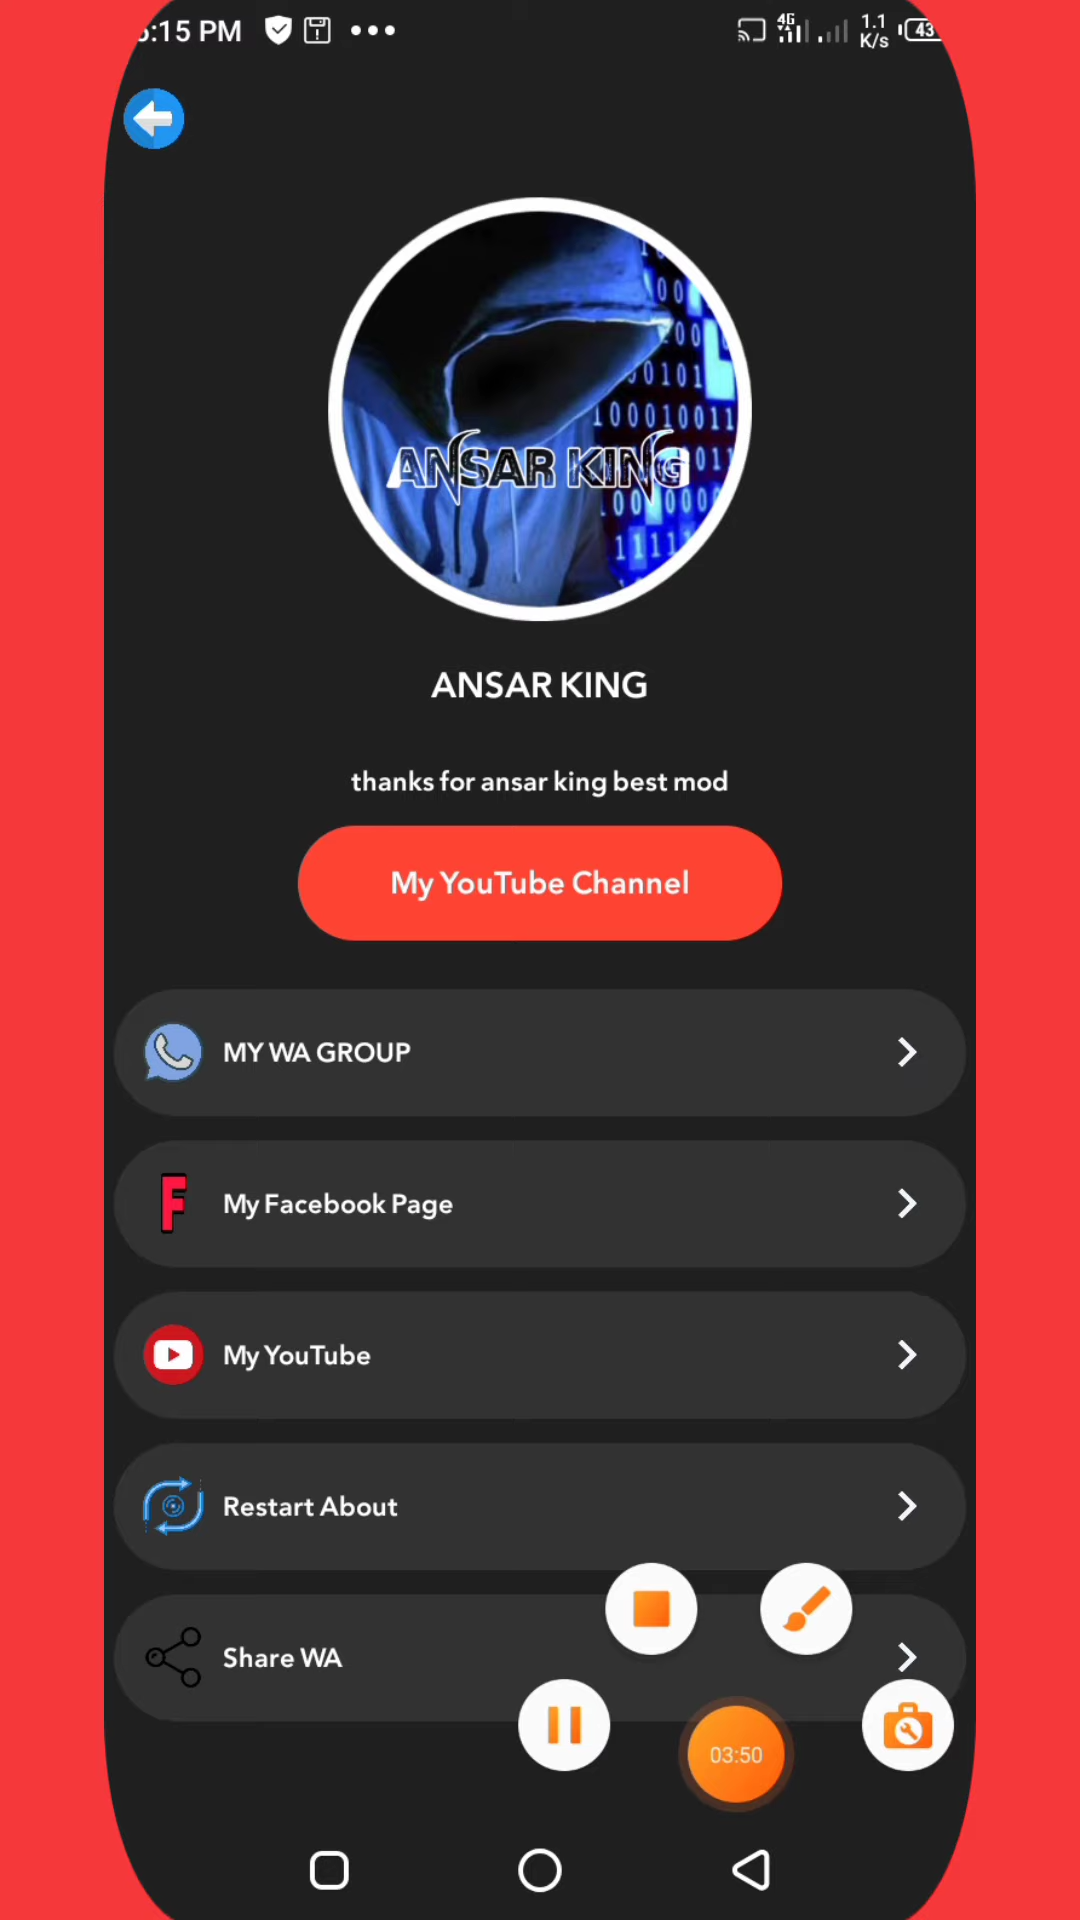 :15 PM
4G
1.1
K/s
43
ANSAR KING
ANSAR KING
thanks for ansar king best mod
My YouTube Channel
MY WA GROUP
My Facebook Page
My YouTube
Restart About
Share WA
03:50